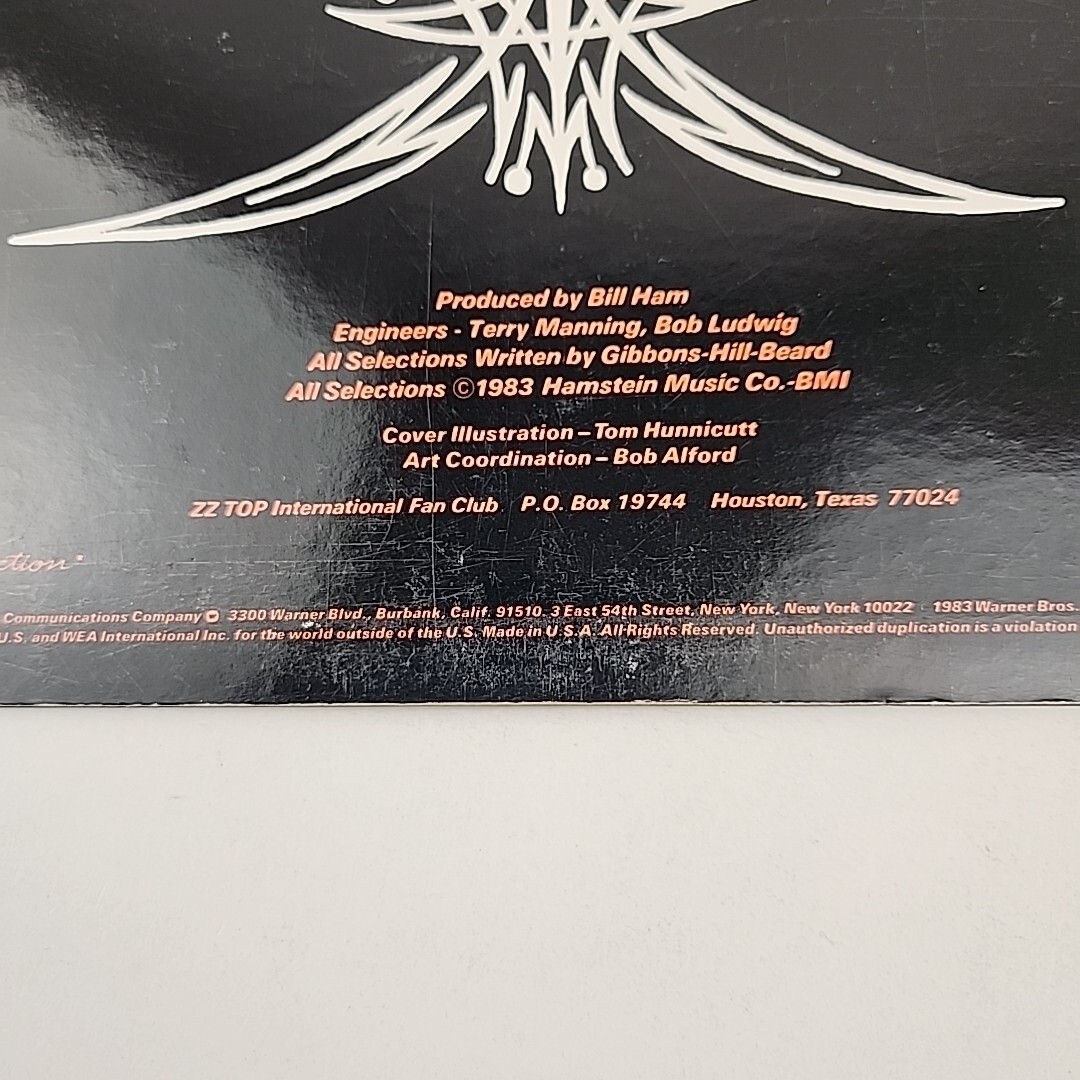 Produced by Bill Ham
Engineers - Terry Manning, Bob Ludwig
All Selections Written by Gibbons-Hill-Beard
All Selections ©1983 Hamstein Music Co.-BMI
Cover Illustration – Tom Hunnicutt
Art Coordination – Bob Alford
ZZ TOP International Fan Club P.O. Box 19744 Houston, Texas 77024
ction"
Communications Company 3300 Warner Blvd., Burbank, Calif. 91510. 3 East 54th Street, New York, New York 10022 1983 Warner Bros.
U.S. and WEA International Inc. for the world outside of the U.S. Made in U.S.A. All Rights Reserved. Unauthorized duplication is a violation